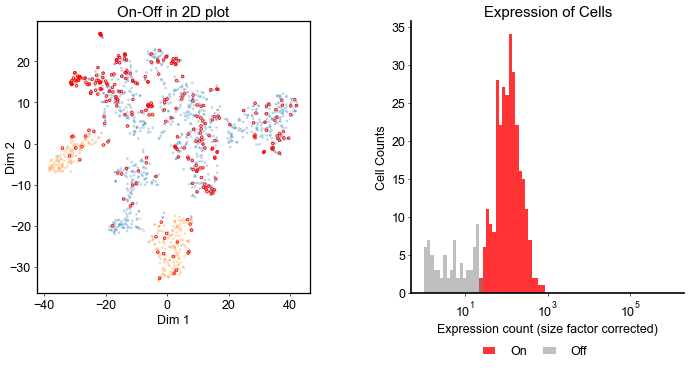 On-Off in 2D plot
Dim 2
20
10
0
−10
−20
−30
−40
−20
0
20
40
Dim 1
Expression of Cells
Cell Counts
35
30
25
20
15
10
5
0
10^1
10^3
10^5
Expression count (size factor corrected)
On
Off